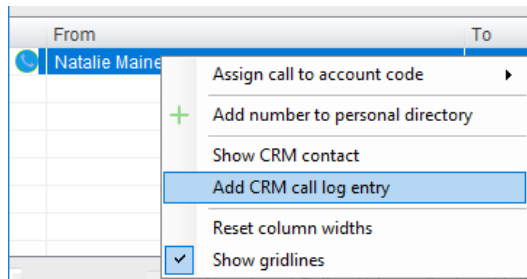 From To
Natalie Maine
Assign call to account code
Add number to personal directory
Show CRM contact
Add CRM call log entry
Reset column widths
Show gridlines